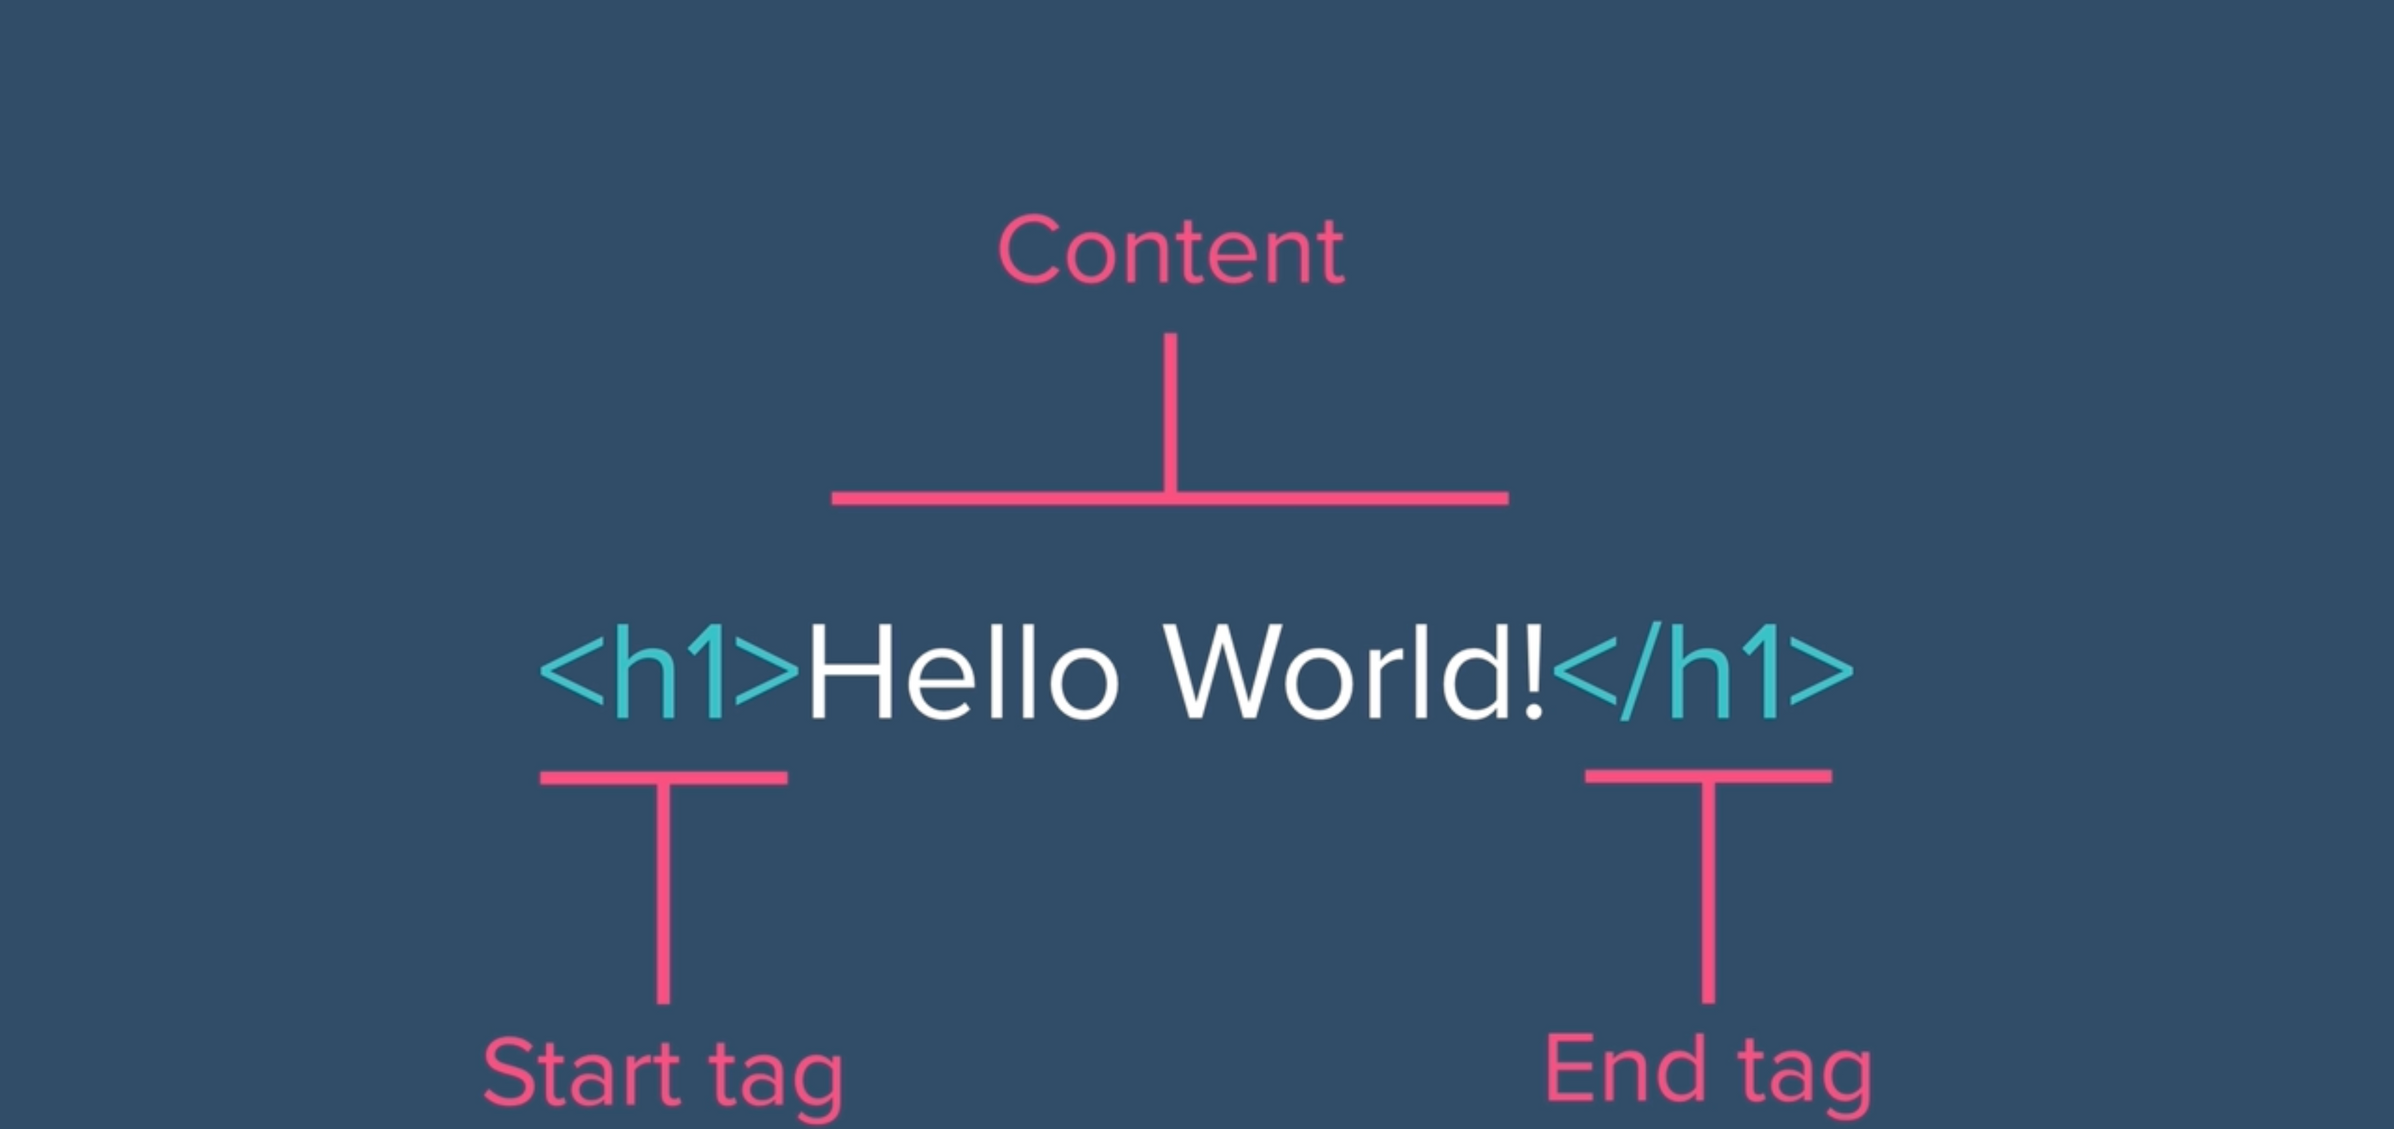 Content
<h1>Hello World!</h1>
Start tag
End tag